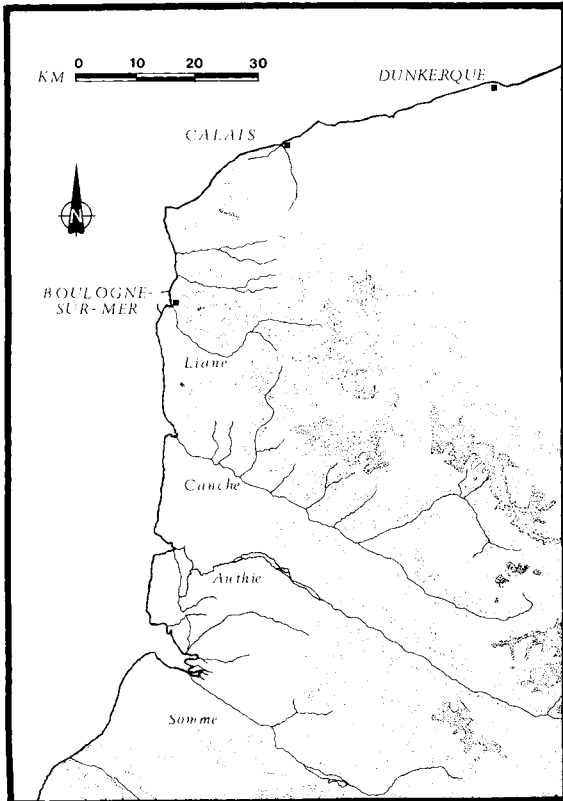 0 10 20 30
KM
DUNKERQUE
CALAIS
N
BOULOGNE-
SUR-MER
Liane
Canche
Authie
Somme